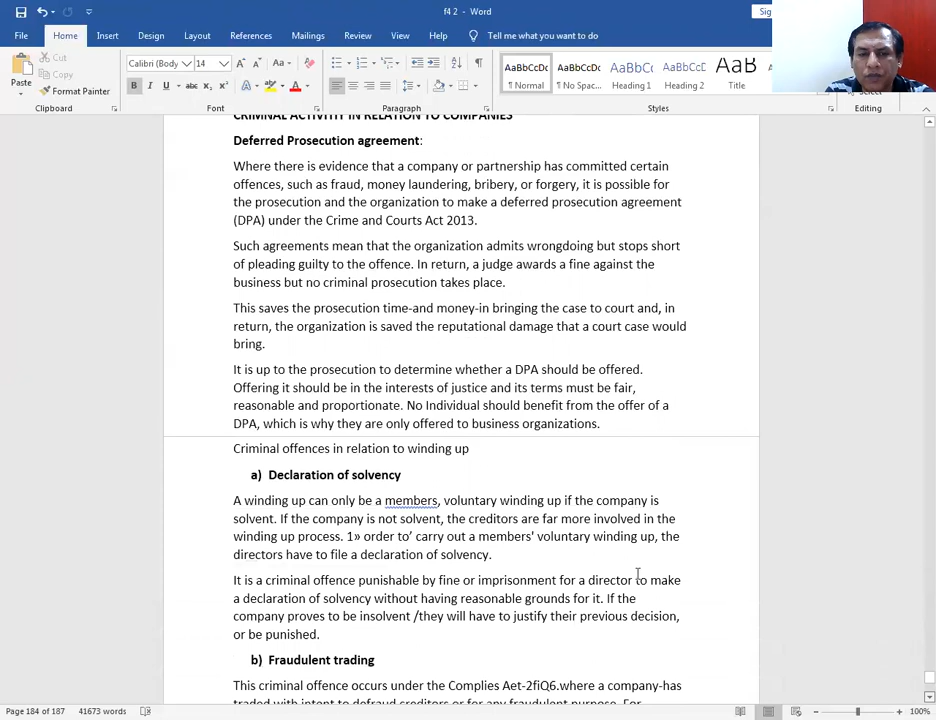 f4 2 - Word
Sig
File Home Insert Design Layout References Mailings Review View Help Tell me what you want to do
Paste
Cut
Copy
Format Painter
Calibri (Body) 14
B I U abc X₂ X² A A
AaBbCcDc AaBbCcDc AaBbC AaBbCcD AaB
¶ Normal ¶ No Spac... Heading 1 Heading 2 Title
Clipboard Font Paragraph Styles Editing
CRIMINAL ACTIVITY IN RELATION TO COMPANIES
Deferred Prosecution agreement:
Where there is evidence that a company or partnership has committed certain
offences, such as fraud, money laundering, bribery, or forgery, it is possible for
the prosecution and the organization to make a deferred prosecution agreement
(DPA) under the Crime and Courts Act 2013.
Such agreements mean that the organization admits wrongdoing but stops short
of pleading guilty to the offence. In return, a judge awards a fine against the
business but no criminal prosecution takes place.
This saves the prosecution time-and money-in bringing the case to court and, in
return, the organization is saved the reputational damage that a court case would
bring.
It is up to the prosecution to determine whether a DPA should be offered.
Offering it should be in the interests of justice and its terms must be fair,
reasonable and proportionate. No Individual should benefit from the offer of a
DPA, which is why they are only offered to business organizations.
Criminal offences in relation to winding up
a) Declaration of solvency
A winding up can only be a members, voluntary winding up if the company is
solvent. If the company is not solvent, the creditors are far more involved in the
winding up process. 1» order to’ carry out a members' voluntary winding up, the
directors have to file a declaration of solvency.
It is a criminal offence punishable by fine or imprisonment for a director to make
a declaration of solvency without having reasonable grounds for it. If the
company proves to be insolvent /they will have to justify their previous decision,
or be punished.
b) Fraudulent trading
This criminal offence occurs under the Complies Aet-2fiQ6.where a company-has
traded with intent to defraud creditors or for any fraudulent purpose. For
Page 184 of 187 41673 words 100%